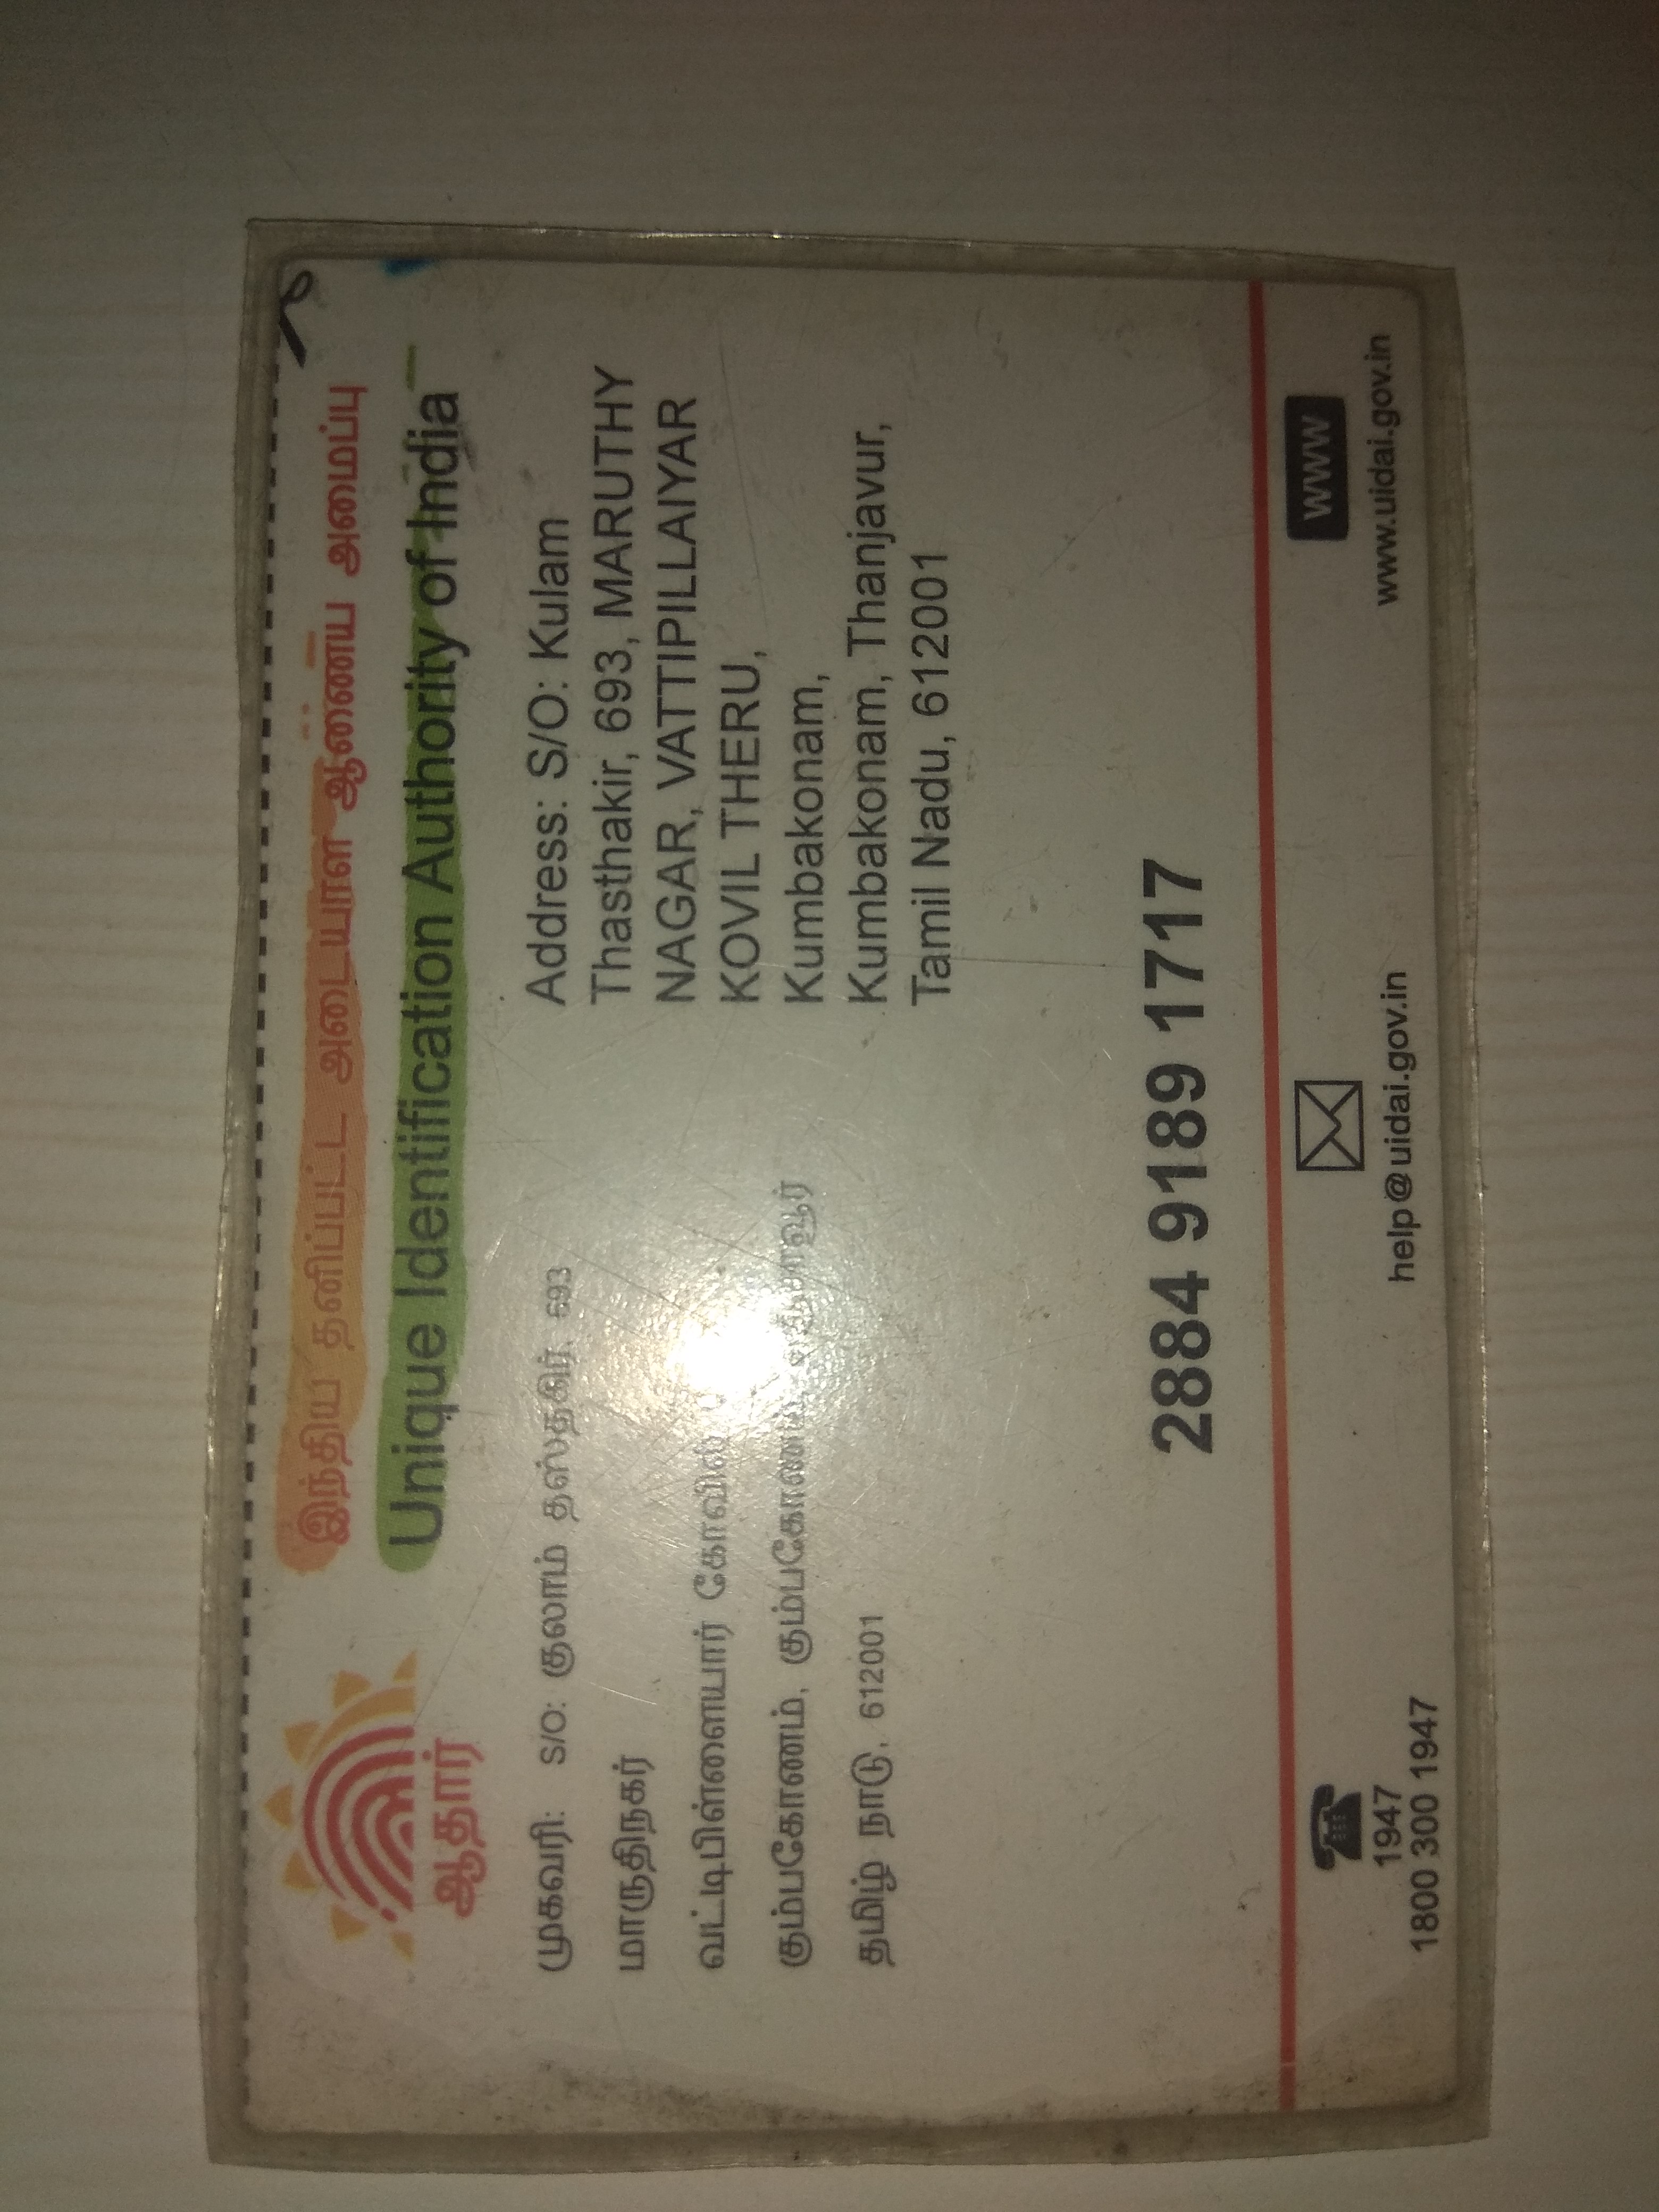 இந்திய தனிப்பட்ட அடையாள ஆணைய அமைப்பு
Unique Identification Authority of India
ஆதார்
முகவரி: S/O: குலாம் தஸ்தகிர், 693
மாருதிநகர்
வட்டிபிள்ளையார் கோவில்
கும்பகோணம், கும்பகோணம்,
தமிழ் நாடு, 612001
Address: S/O: Kulam
Thasthakir, 693, MARUTHY
NAGAR, VATTIPILLAIYAR
KOVIL THERU,
Kumbakonam,
Kumbakonam, Thanjavur,
Tamil Nadu, 612001
2884 9189 1717
1947
1800 300 1947
help@uidai.gov.in
WWW
www.uidai.gov.in